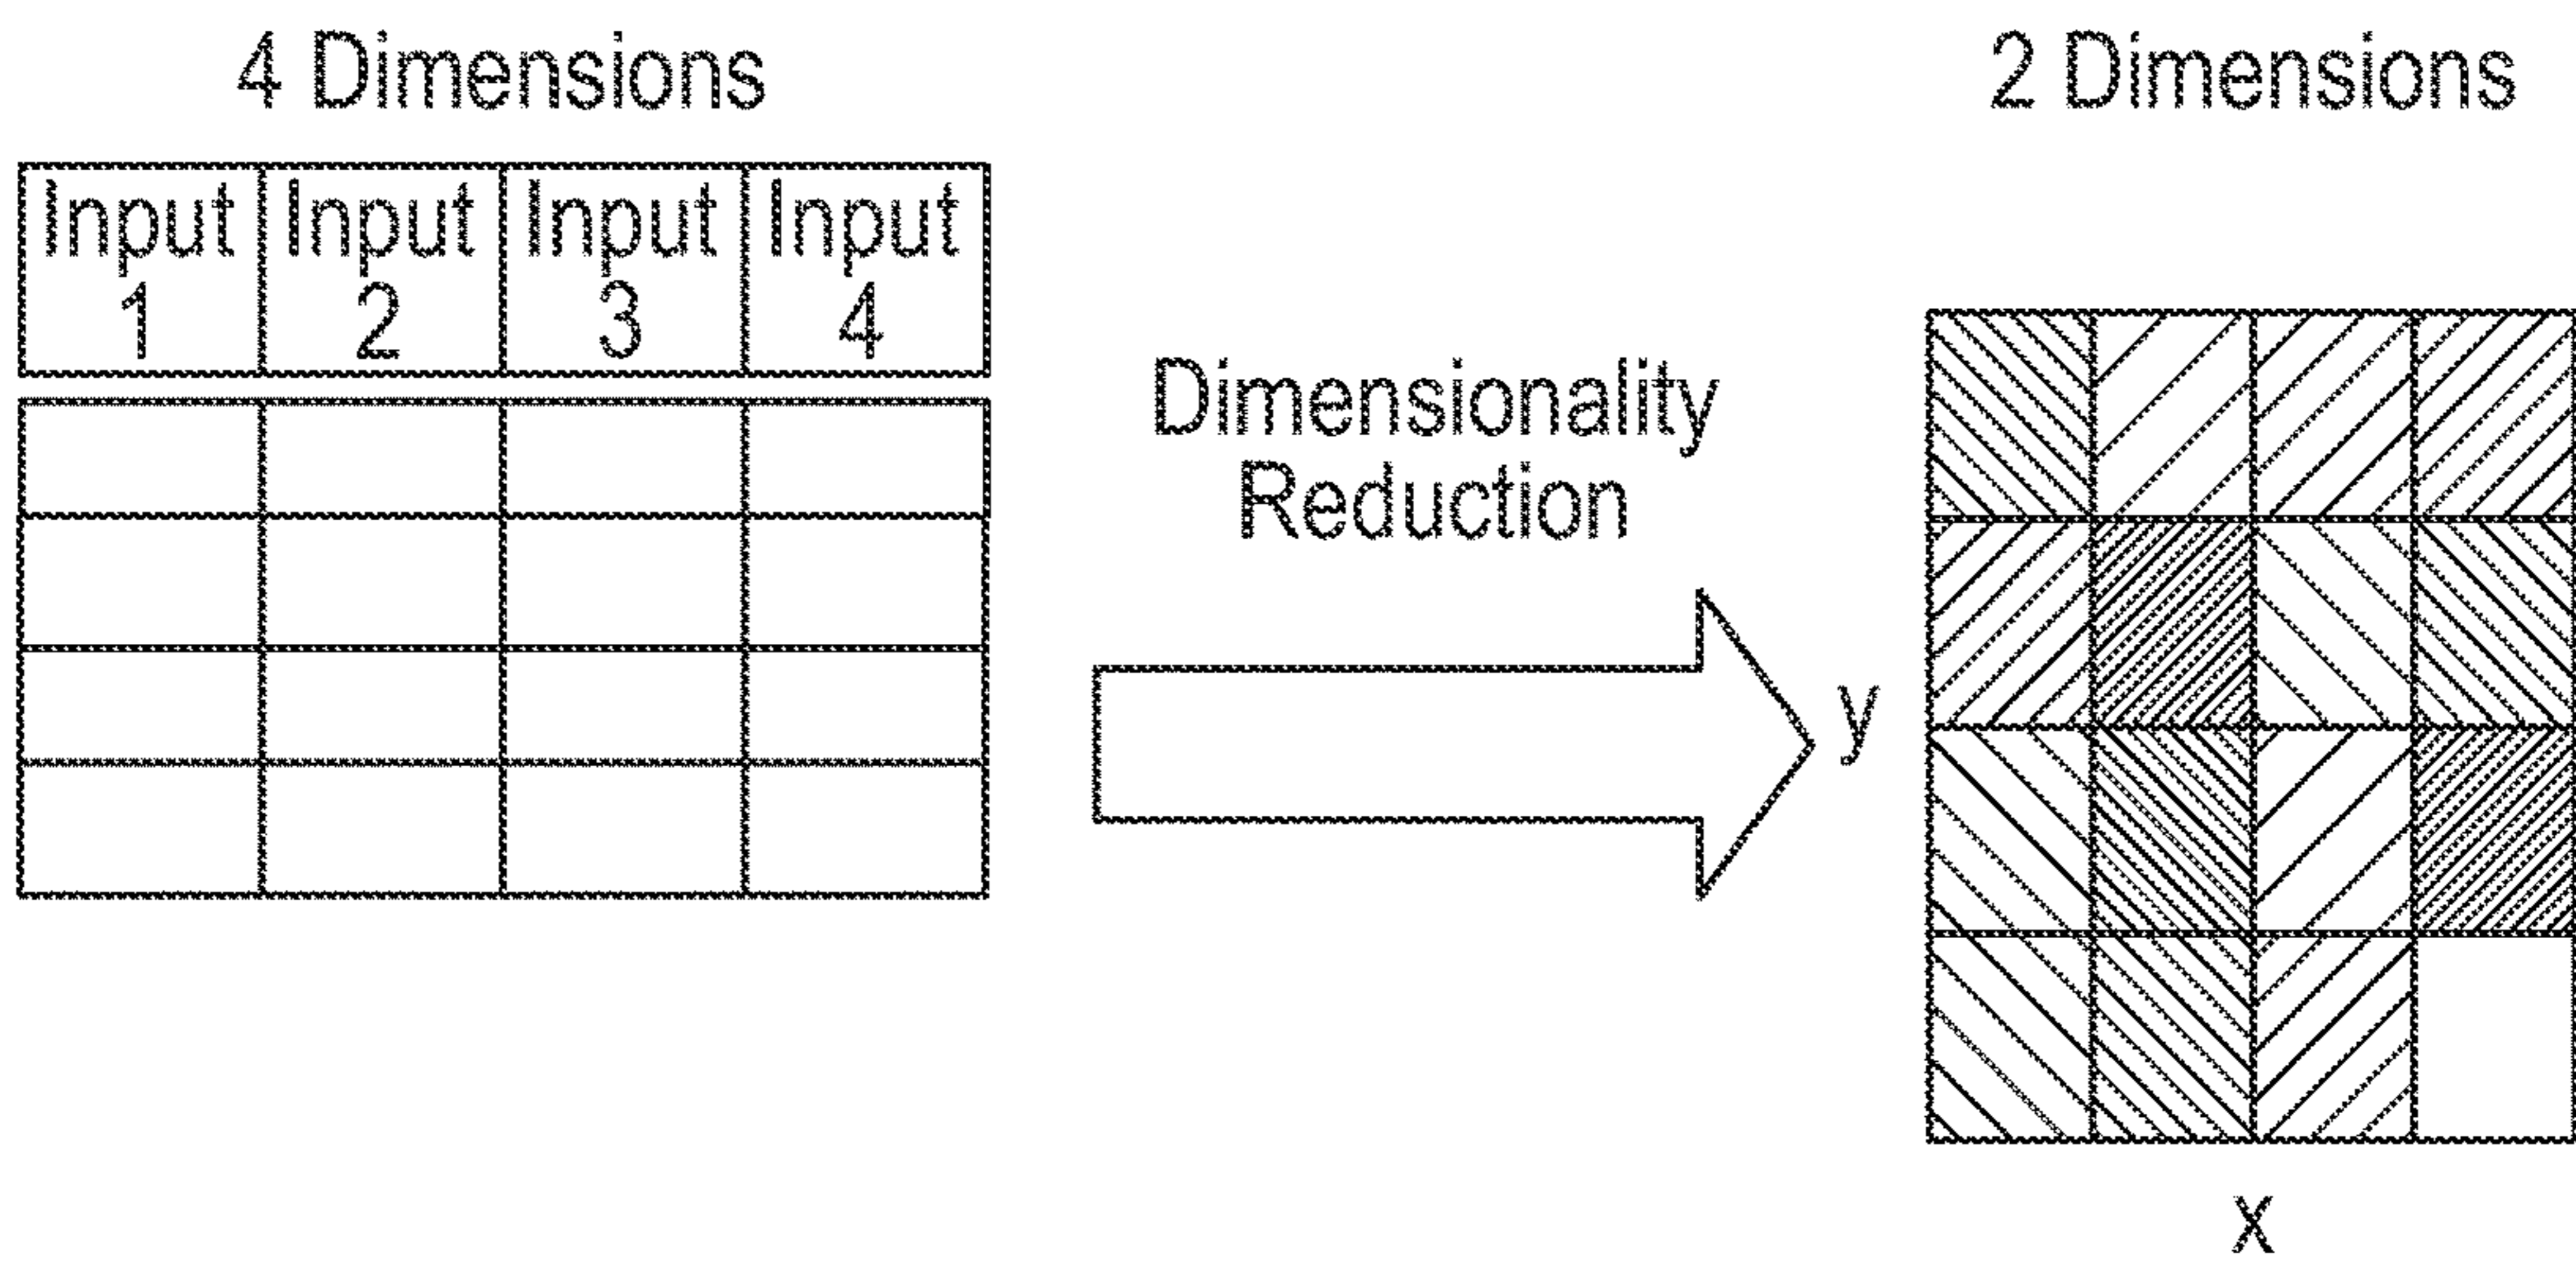 4 Dimensions
Input Input Input Input
1 2 3 4
Dimensionality
Reduction
2 Dimensions
y
x